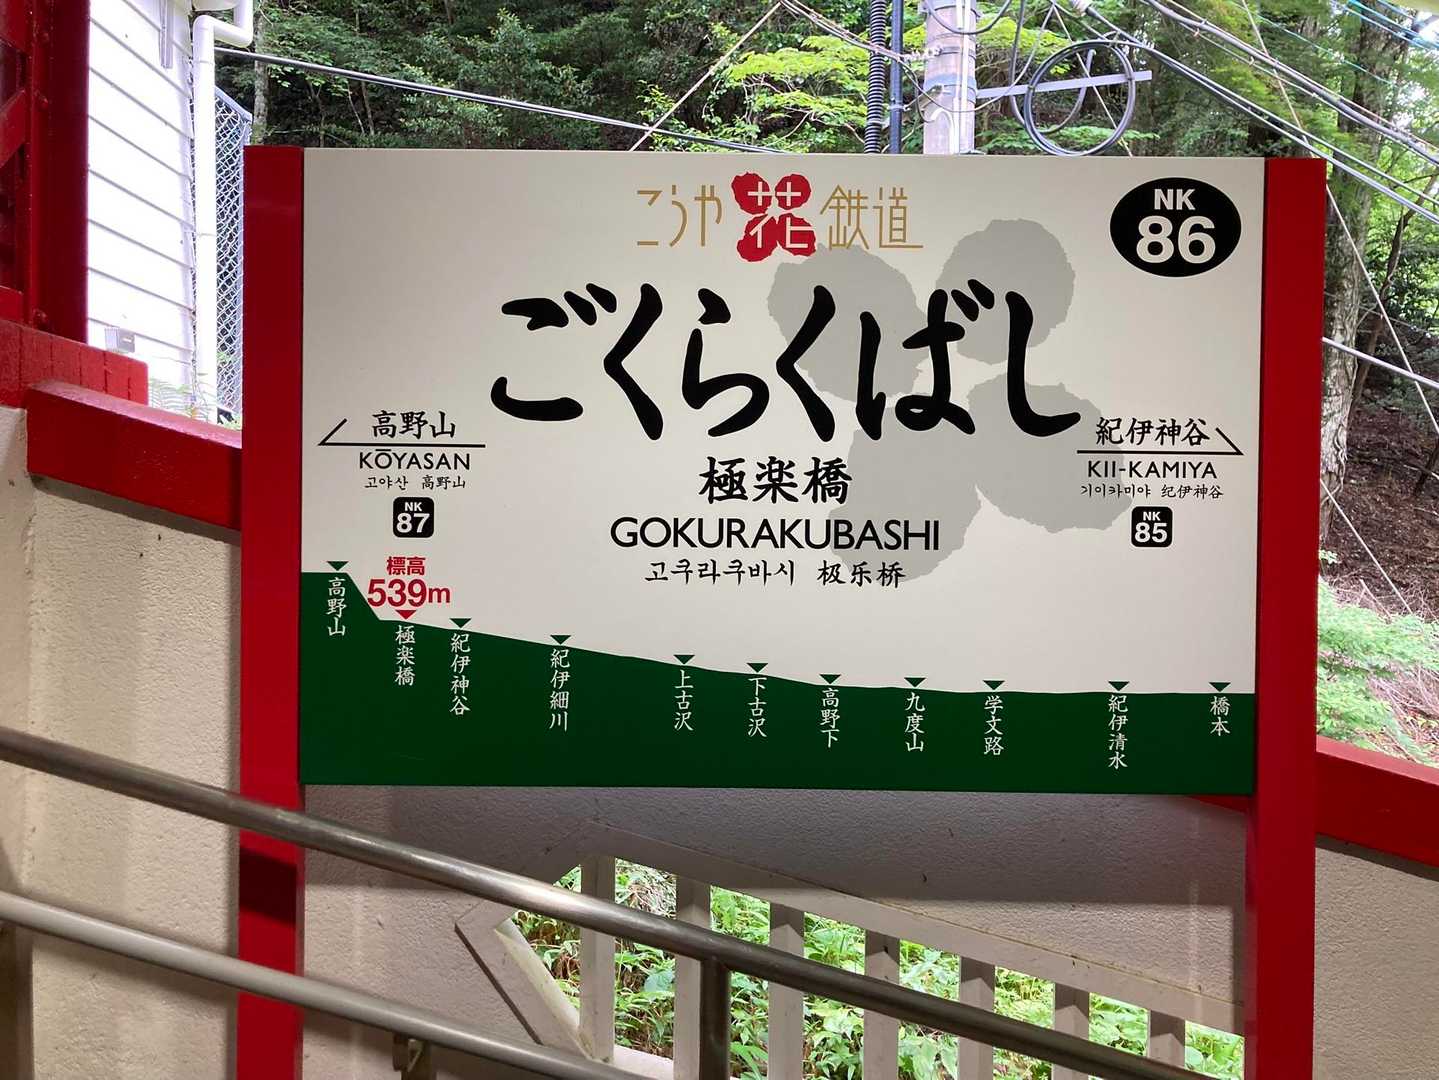 こうや花鉄道
NK
86
ごくらくばし
高野山
KŌYASAN
고야산 高野山
NK
87
極楽橋
GOKURAKUBASHI
고쿠라쿠바시 极乐桥
紀伊神谷
KII-KAMIYA
기이카미야 纪伊神谷
NK
85
標高
539m
高野山
極楽橋
紀伊神谷
紀伊細川
上古沢
下古沢
高野下
九度山
学文路
紀伊清水
橋本